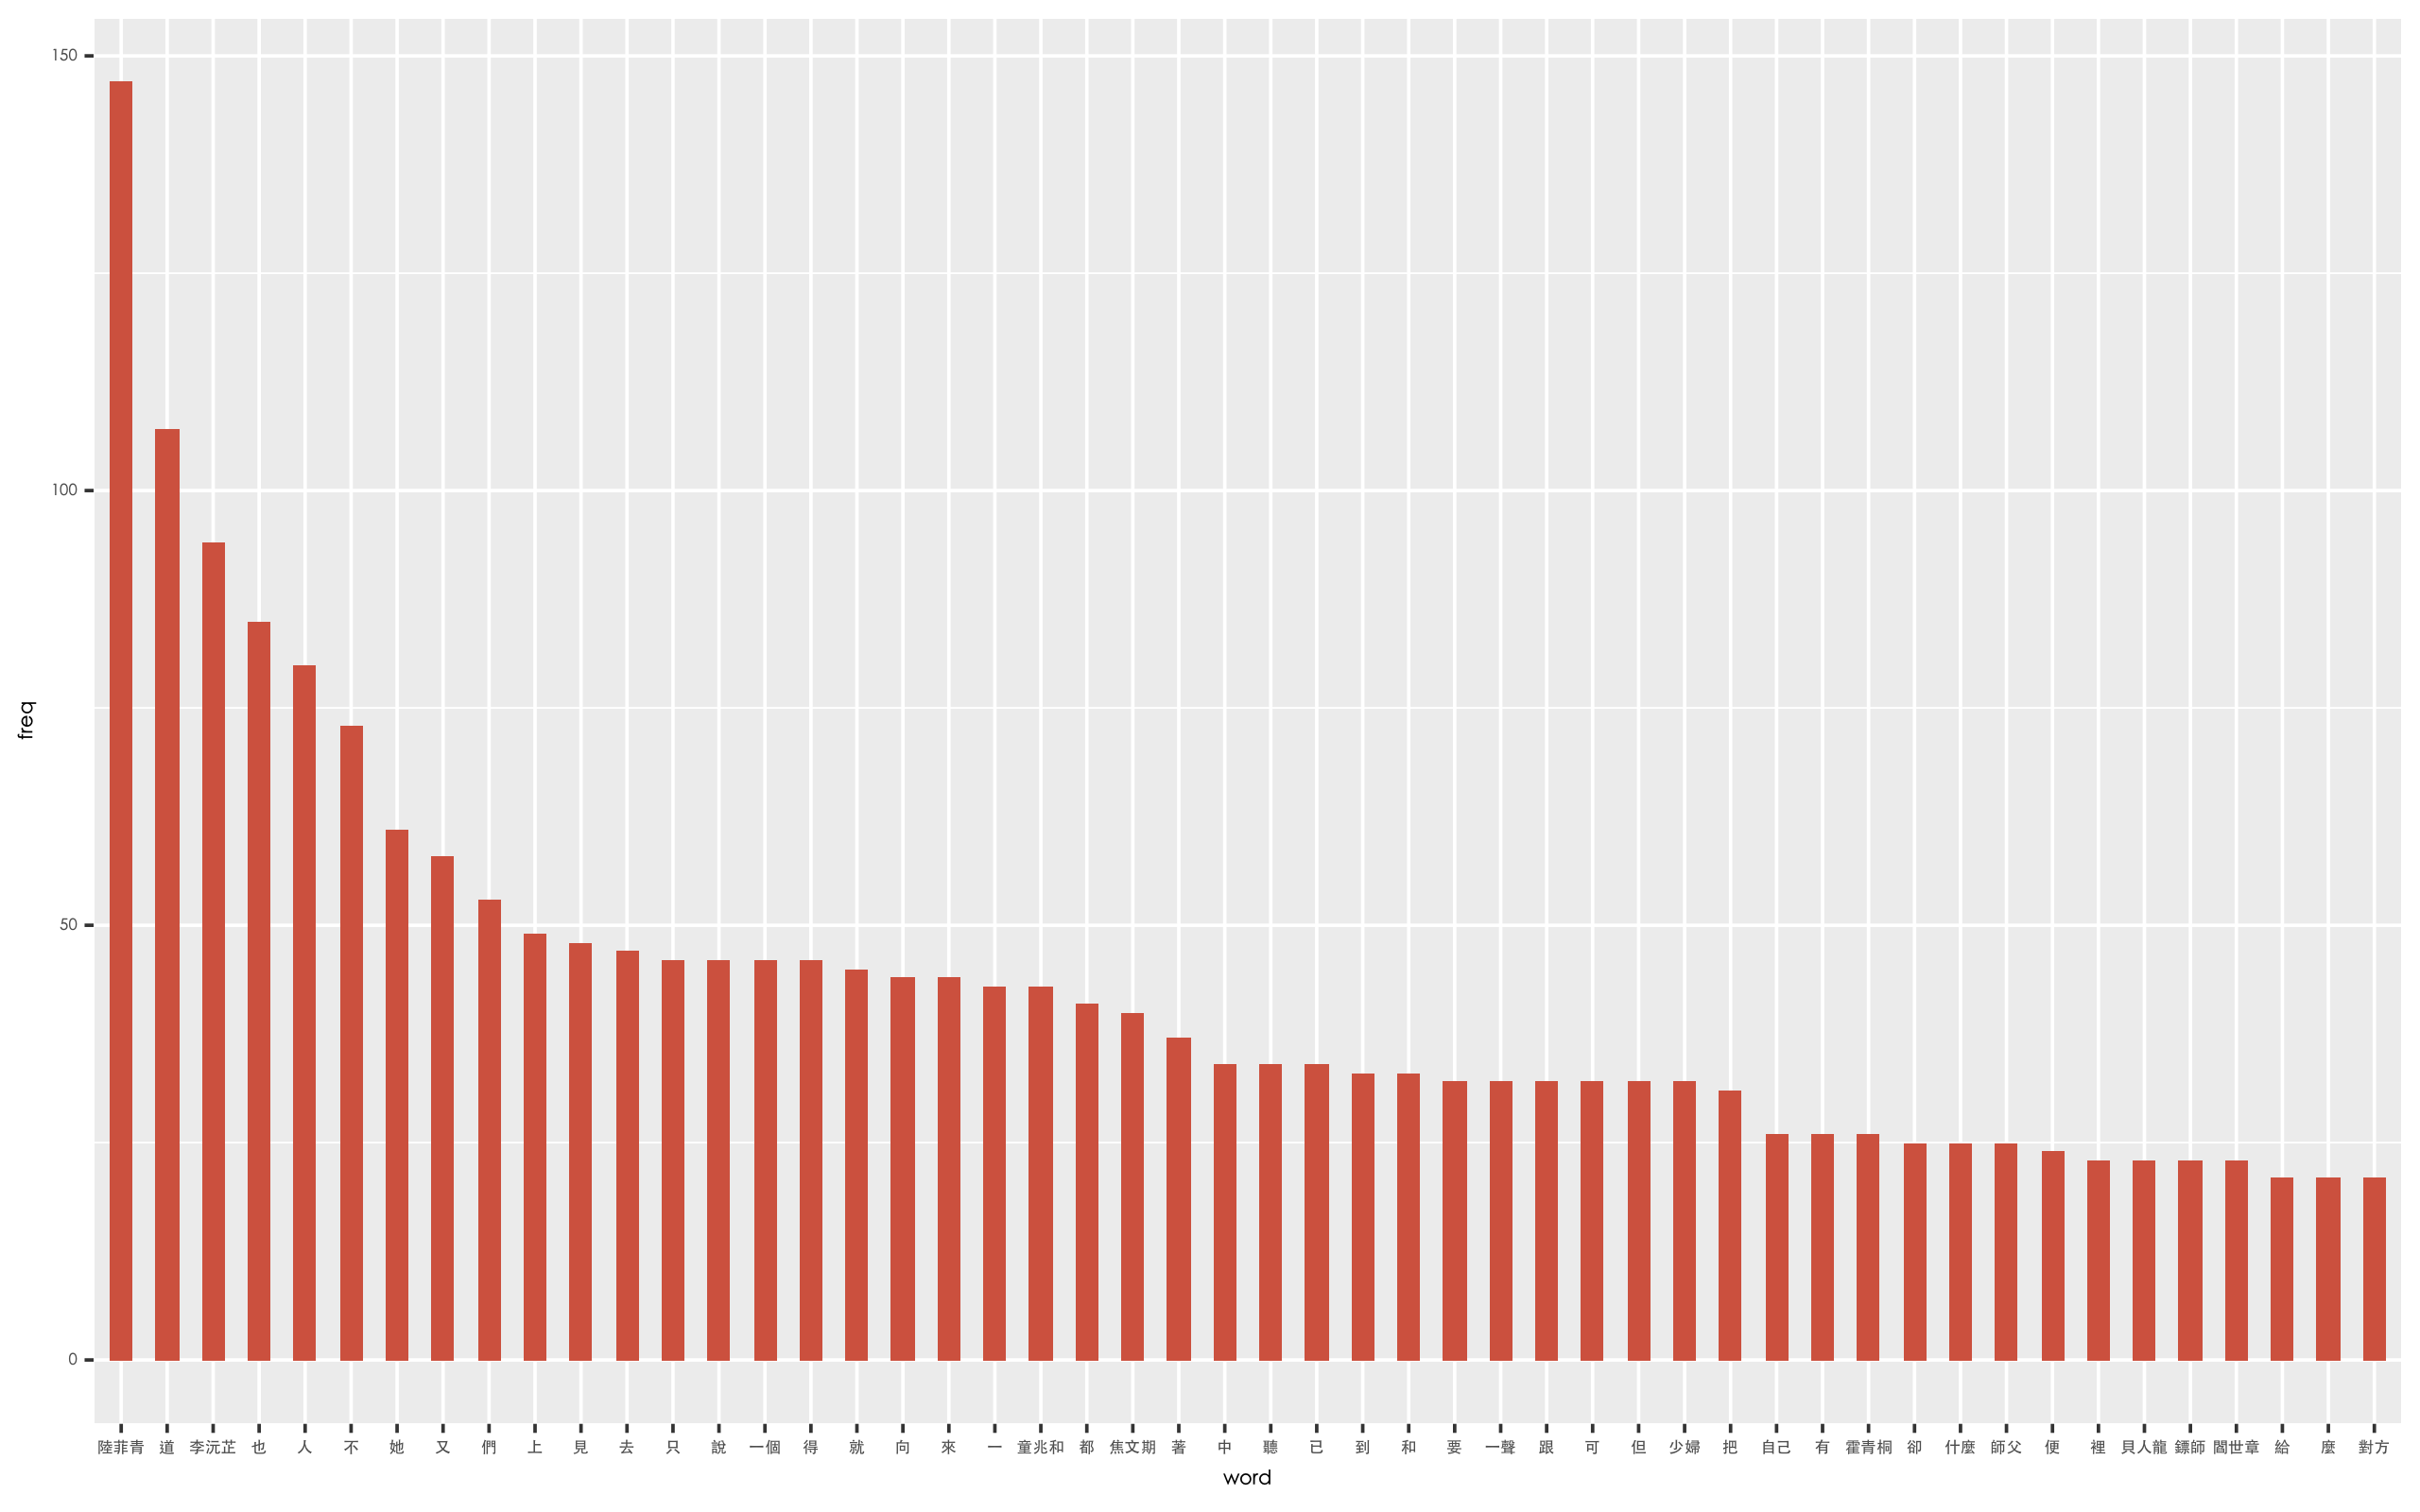 150
100
50
0
freq
陸菲青 道 李沅芷 也 人 不 她 又 們 上 見 去 只 說 一個 得 就 向 來 一 童兆和 都 焦文期 著 中 聽 已 到 和 要 一聲 跟 可 但 少婦 把 自己 有 霍青桐 卻 什麼 師父 便 裡 貝人龍 鏢師 閻世章 給 麼 對方
word